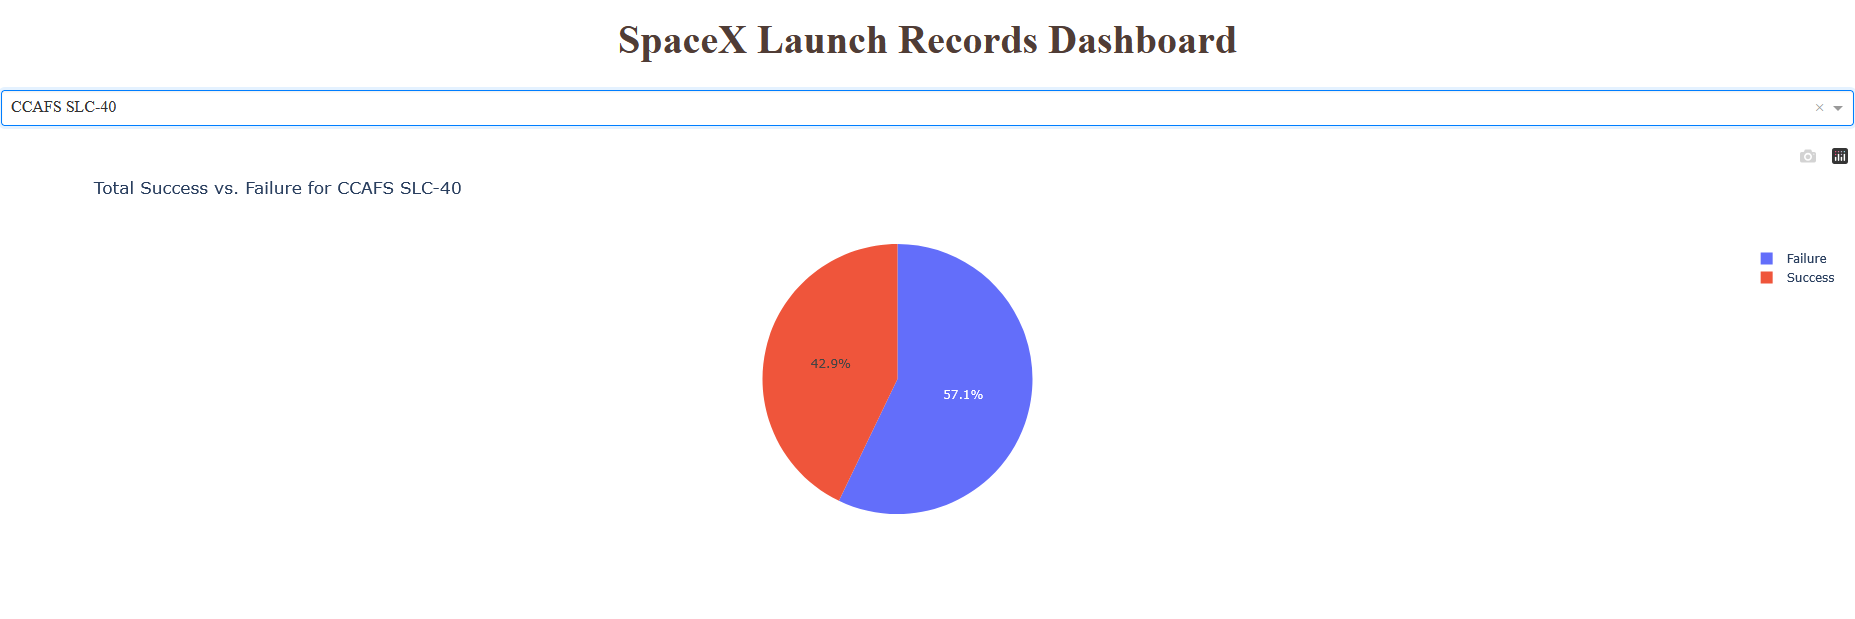 SpaceX Launch Records Dashboard
CCAFS SLC-40
×
Total Success vs. Failure for CCAFS SLC-40
Failure
Success
42.9%
57.1%